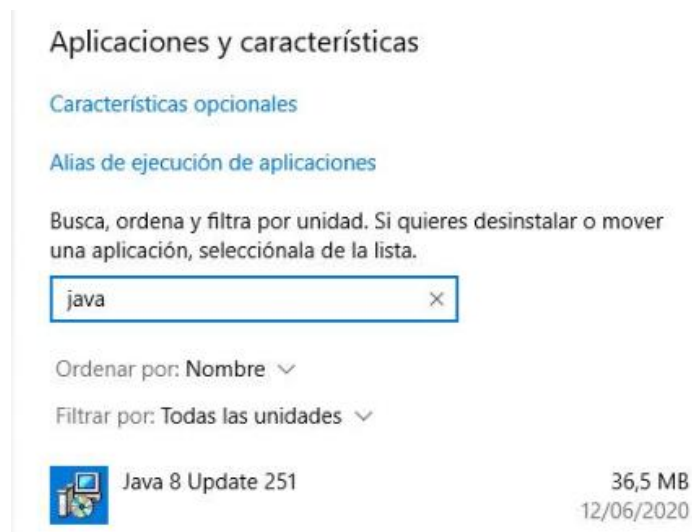 Aplicaciones y características
Características opcionales
Alias de ejecución de aplicaciones
Busca, ordena y filtra por unidad. Si quieres desinstalar o mover
una aplicación, selecciónala de la lista.
java
Ordenar por: Nombre
Filtrar por: Todas las unidades
Java 8 Update 251 36,5 MB
12/06/2020